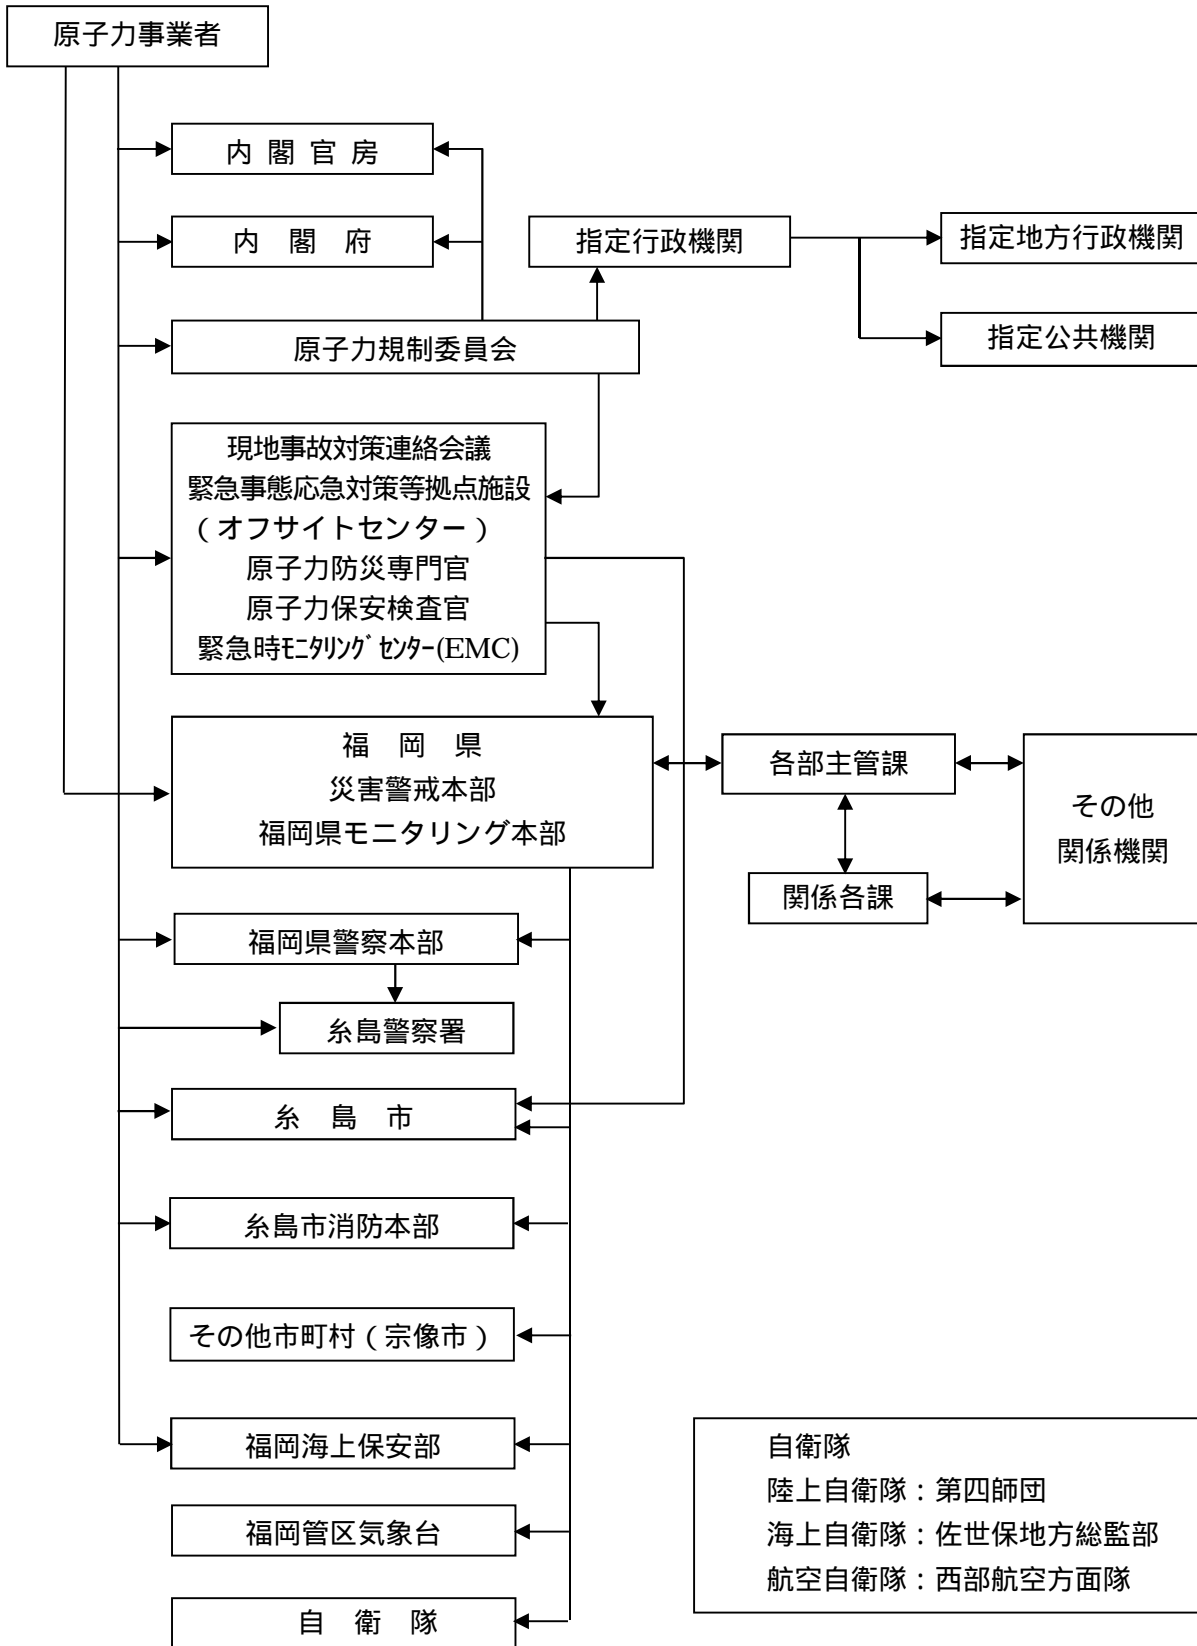 原子力事業者
内 閣 官 房
内 閣 府
指定行政機関
指定地方行政機関
原子力規制委員会
指定公共機関
現地事故対策連絡会議
緊急事態応急対策等拠点施設
(オフサイトセンター)
原子力防災専門官
原子力保安検査官
緊急時ﾓﾆﾀﾘﾝｸﾞｾﾝﾀｰ(EMC)
福 岡 県
災害警戒本部
福岡県モニタリング本部
各部主管課
その他
関係機関
関係各課
福岡県警察本部
糸島警察署
糸 島 市
糸島市消防本部
その他市町村(宗像市)
福岡海上保安部
福岡管区気象台
自 衛 隊
自衛隊
陸上自衛隊:第四師団
海上自衛隊:佐世保地方総監部
航空自衛隊:西部航空方面隊